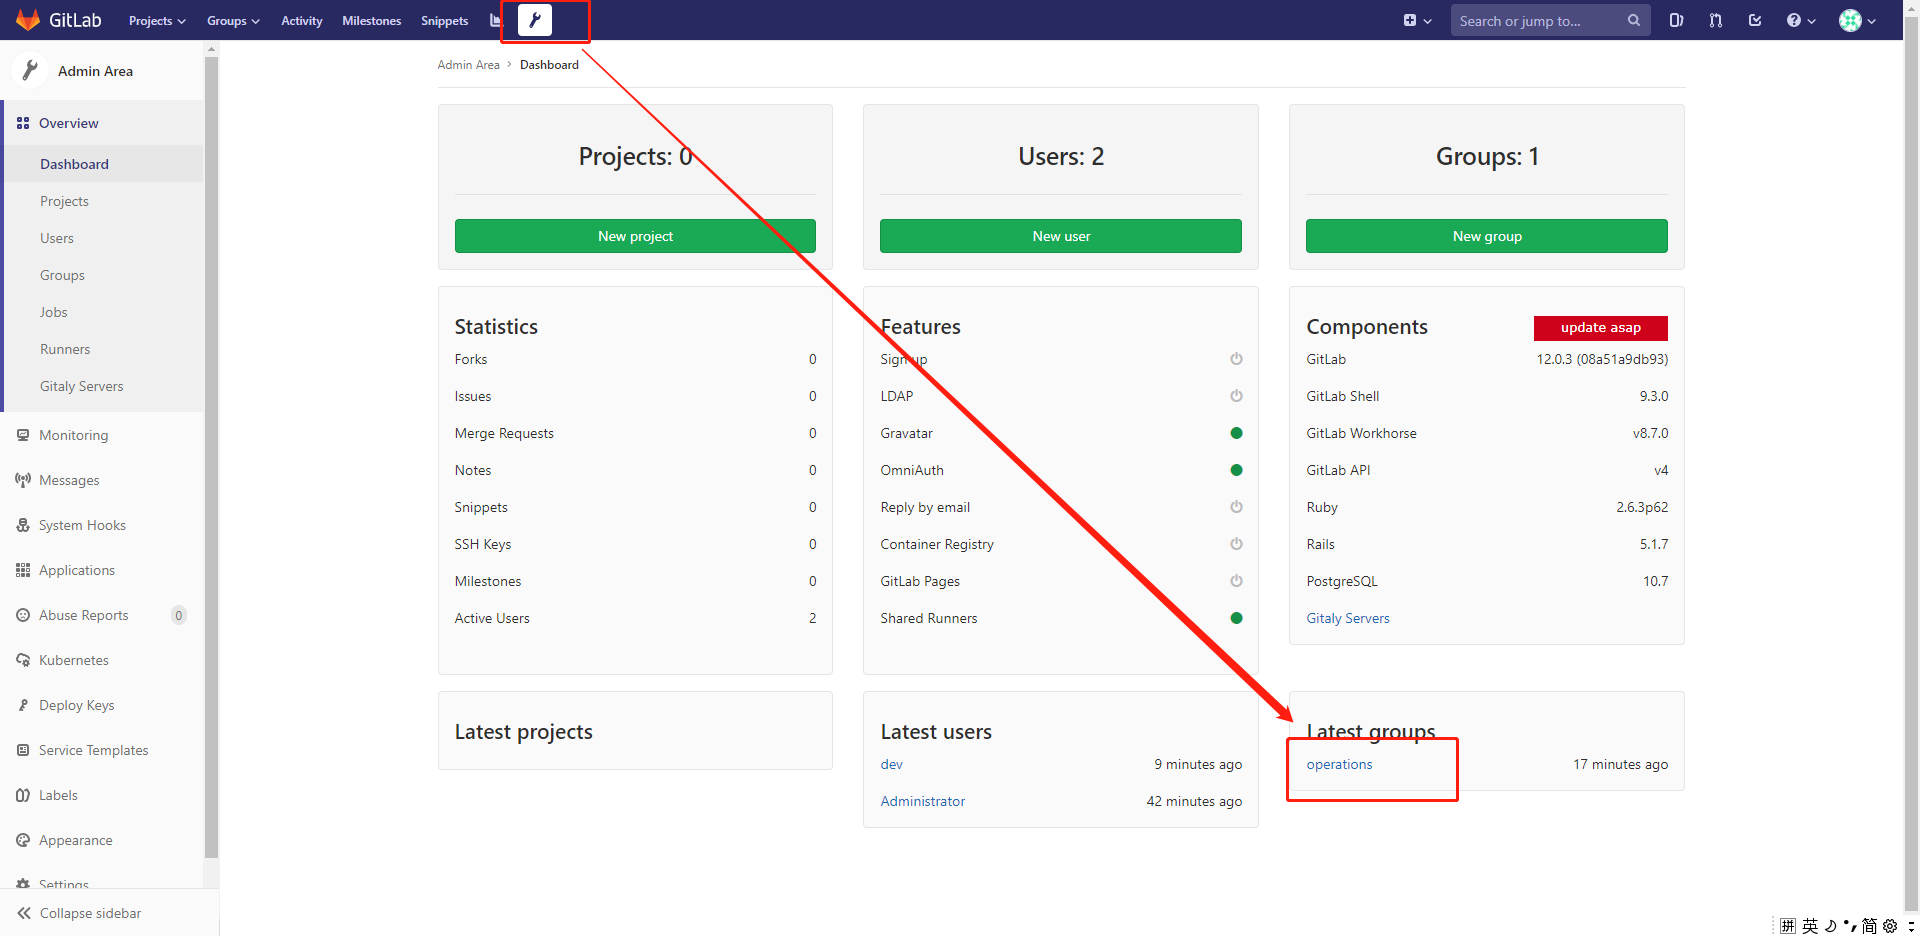 GitLab Projects Groups Activity Milestones Snippets Search or jump to...
Admin Area
Admin Area › Dashboard
Overview
Dashboard
Projects
Users
Groups
Jobs
Runners
Gitaly Servers
Monitoring
Messages
System Hooks
Applications
Abuse Reports 0
Kubernetes
Deploy Keys
Service Templates
Labels
Appearance
Settings
Collapse sidebar
Projects: 0
New project
Users: 2
New user
Groups: 1
New group
Statistics
Forks 0
Issues 0
Merge Requests 0
Notes 0
Snippets 0
SSH Keys 0
Milestones 0
Active Users 2
Features
Sign up
LDAP
Gravatar
OmniAuth
Reply by email
Container Registry
GitLab Pages
Shared Runners
Components update asap
GitLab 12.0.3 (08a51a9db93)
GitLab Shell 9.3.0
GitLab Workhorse v8.7.0
GitLab API v4
Ruby 2.6.3p62
Rails 5.1.7
PostgreSQL 10.7
Gitaly Servers
Latest projects
Latest users
dev 9 minutes ago
Administrator 42 minutes ago
Latest groups
operations 17 minutes ago
拼 英 简